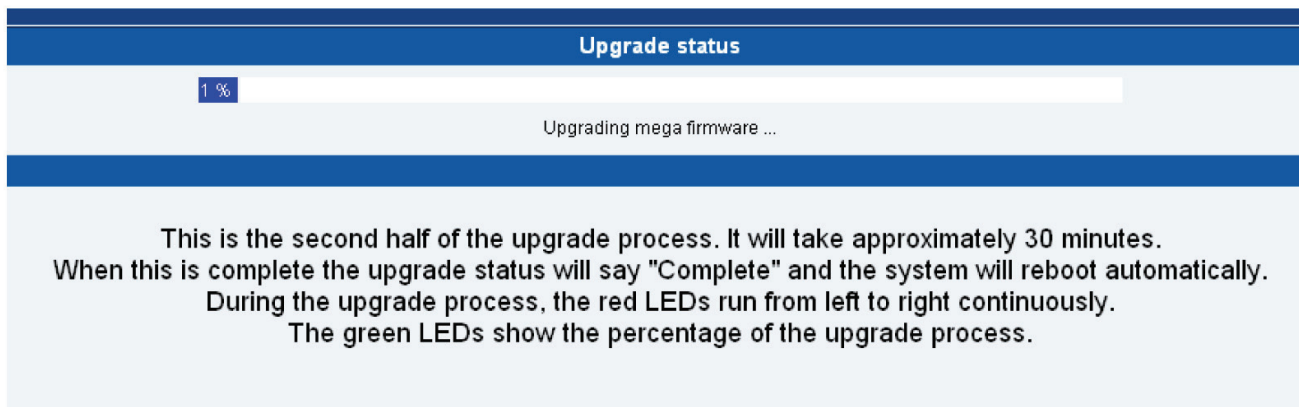 Upgrade status
1 %
Upgrading mega firmware ...
This is the second half of the upgrade process. It will take approximately 30 minutes.
When this is complete the upgrade status will say "Complete" and the system will reboot automatically.
During the upgrade process, the red LEDs run from left to right continuously.
The green LEDs show the percentage of the upgrade process.